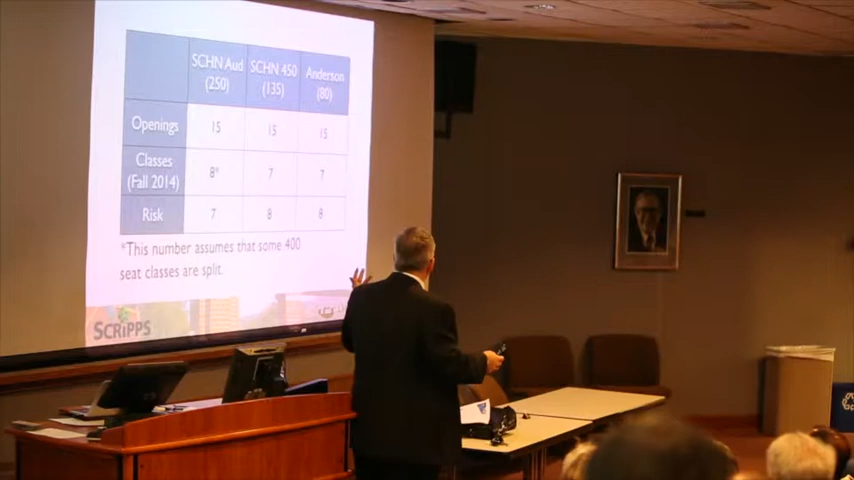 SCHN Aud SCHN 450 Anderson
(250) (135) (80)
Openings 15 15 15
Classes
(Fall 2014) 8* 7 7
Risk 7 8 8
*This number assumes that some 400
seat classes are split.
SCRIPPS